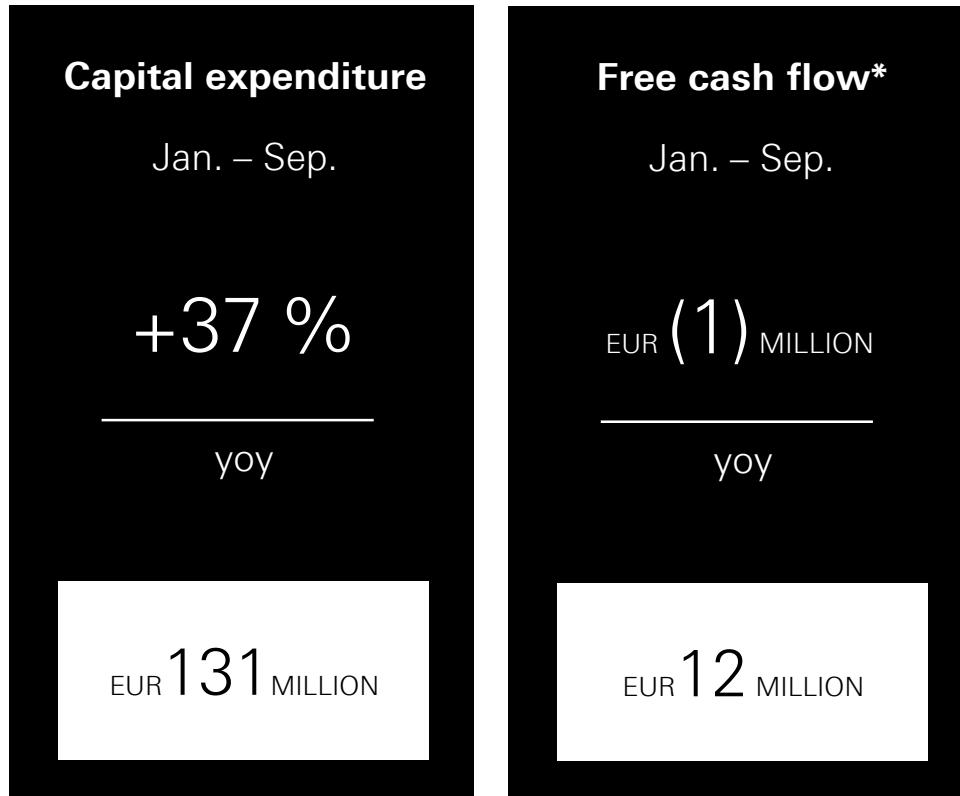 Capital expenditure
Jan. – Sep.
+37 %
yoy
EUR 131 MILLION
Free cash flow*
Jan. – Sep.
EUR (1) MILLION
yoy
EUR 12 MILLION